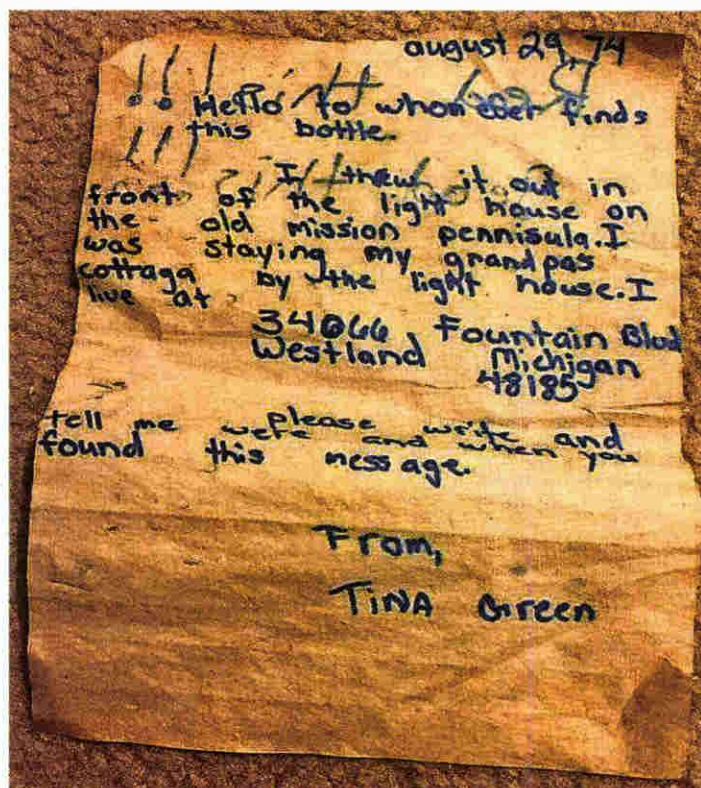 august 29, 74
!!!
Hello to whom ever finds
this bottle.
!!!
I threw it out in
front of the light house on
the old mission pennisula. I
was staying my grandpas
cottaga by the light house. I
live at
34066 Fountain Blvd
Westland Michigan
48185
please write and
tell me were and when you
found this message.
From,
TINA Green